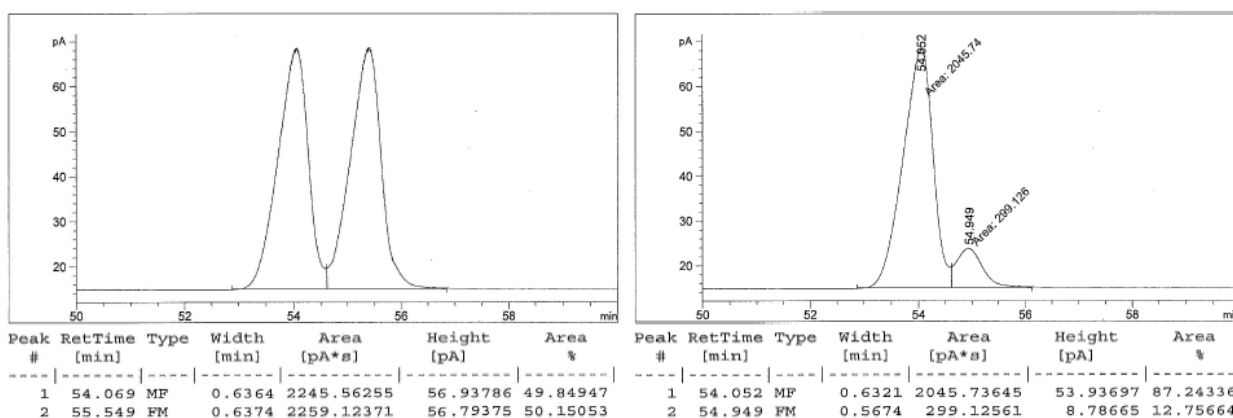 pA
60
50
40
30
20
50 52 54 56 58 min
Peak RetTime Type Width Area Height Area
# [min] [min] [pA*s] [pA] %
1 54.069 MF 0.6364 2245.56255 56.93786 49.84947
2 55.549 FM 0.6374 2259.12371 56.79375 50.15053
pA
60
50
40
30
20
54.052
Area: 2045.74
54.949
Area: 299.126
50 52 54 56 58 min
Peak RetTime Type Width Area Height Area
# [min] [min] [pA*s] [pA] %
1 54.052 MF 0.6321 2045.73645 53.93697 87.24336
2 54.949 FM 0.5674 299.12561 8.78665 12.75664